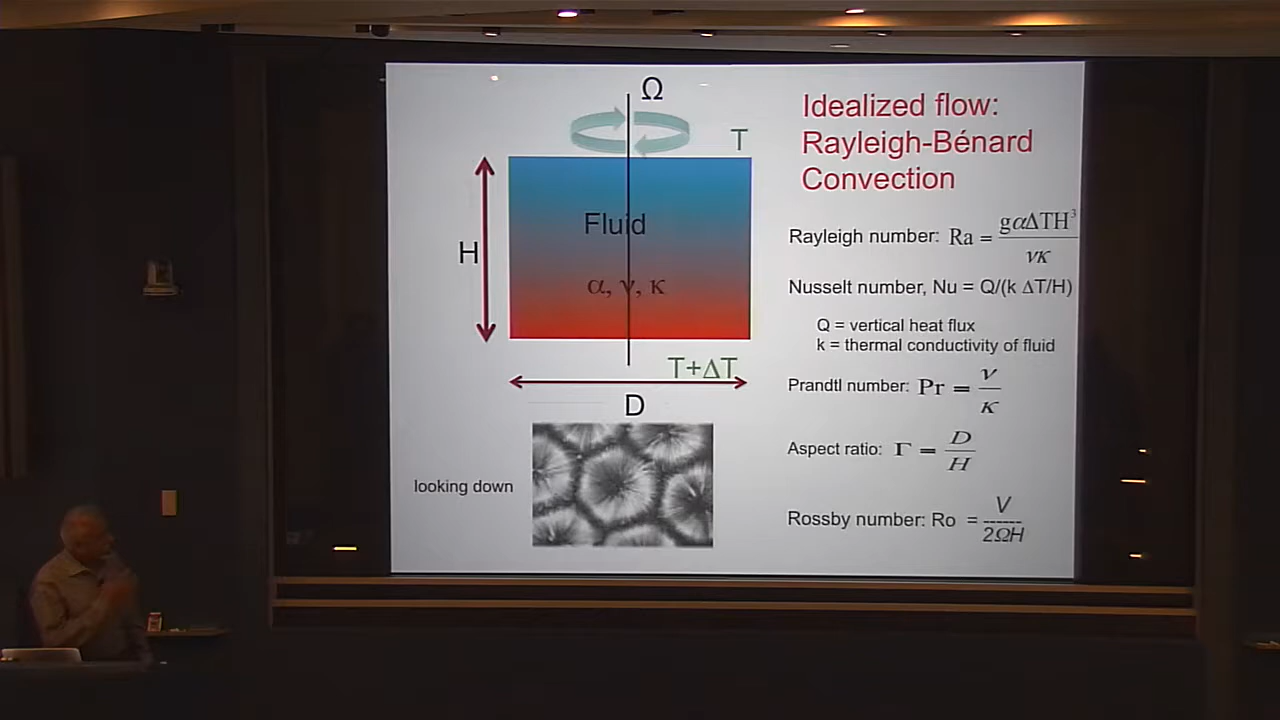 Ω
T
Fluid
H
α, ν, κ
T+ΔT
D
looking down
Idealized flow:
Rayleigh-Bénard
Convection
Rayleigh number: Ra = gαΔTH³ / νκ
Nusselt number, Nu = Q/(k ΔT/H)
Q = vertical heat flux
k = thermal conductivity of fluid
Prandtl number: Pr = ν / κ
Aspect ratio: Γ = D / H
Rossby number: Ro = V / 2ΩH